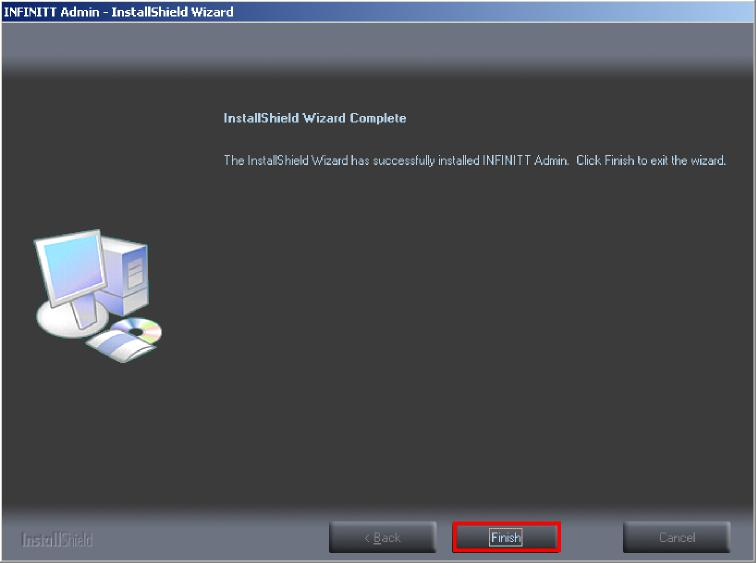 INFINITT Admin - InstallShield Wizard
InstallShield Wizard Complete
The InstallShield Wizard has successfully installed INFINITT Admin. Click Finish to exit the wizard.
InstallShield
< Back
Finish
Cancel